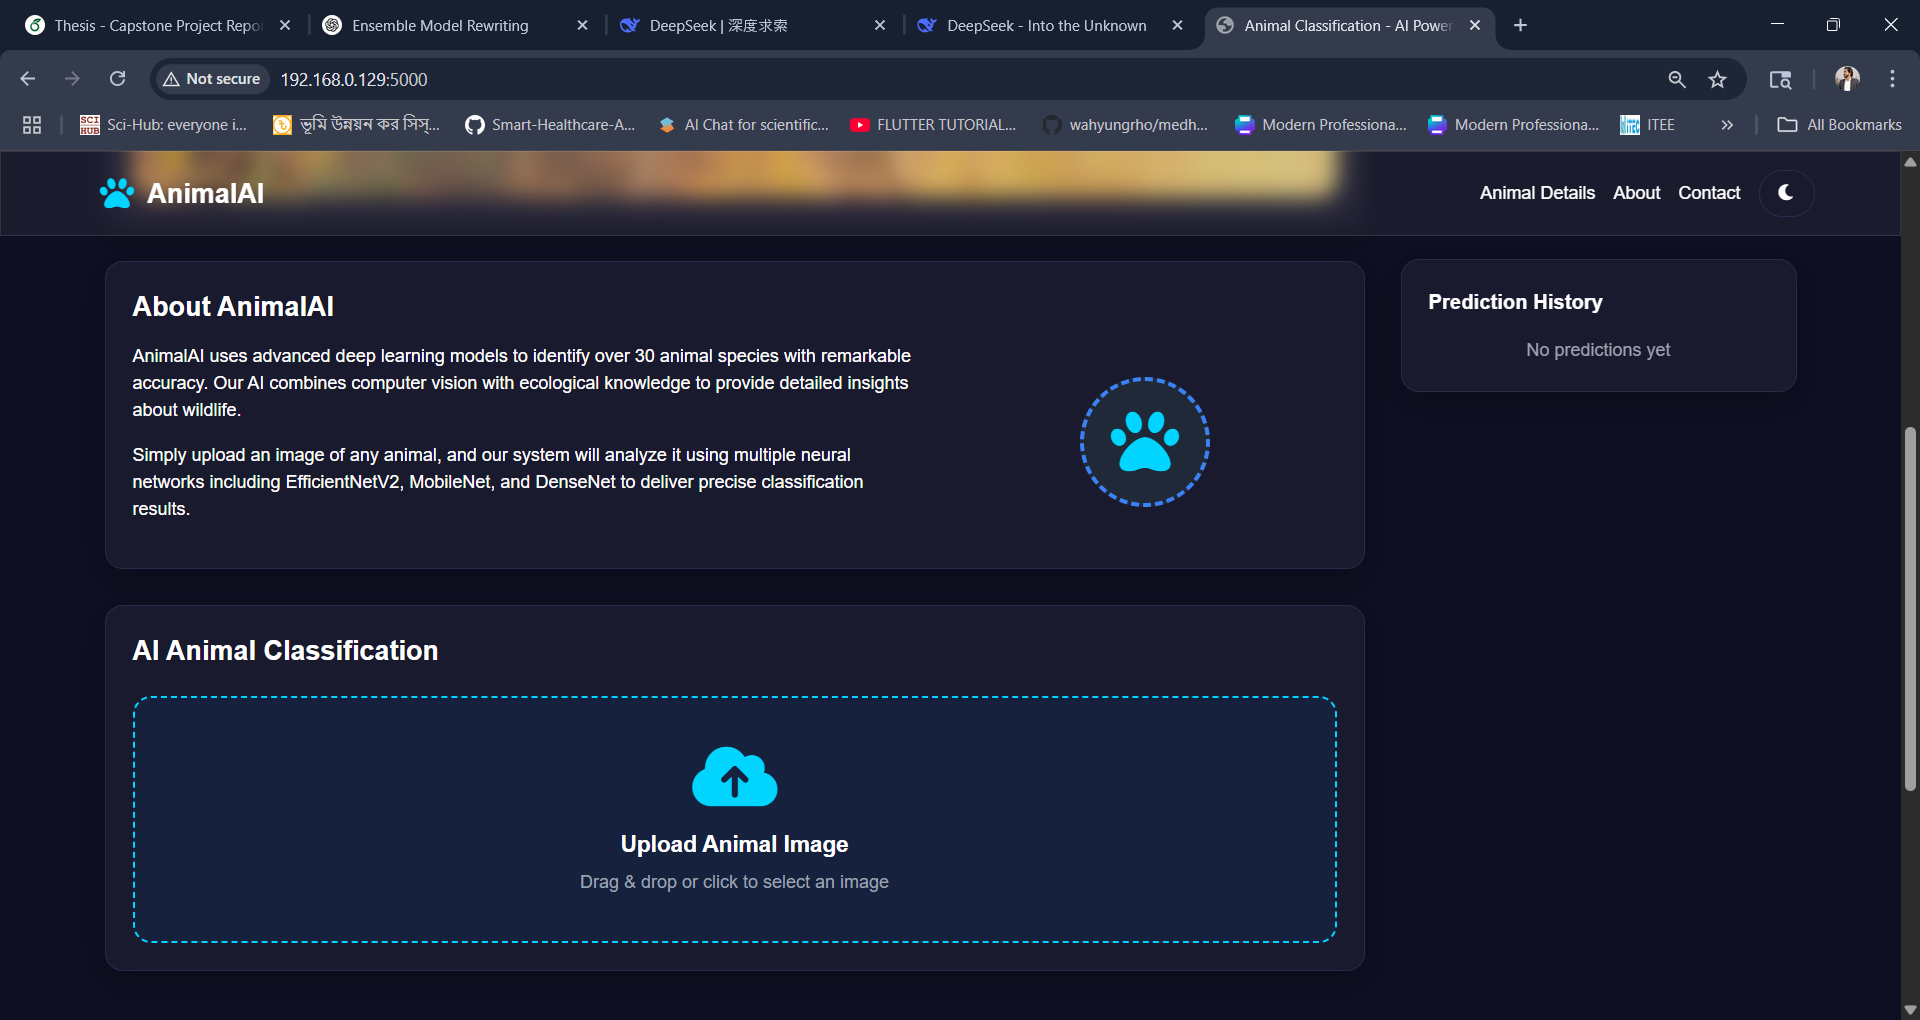 Thesis - Capstone Project Repo
Ensemble Model Rewriting
DeepSeek | 深度求索
DeepSeek - Into the Unknown
Animal Classification - AI Power
Not secure
192.168.0.129:5000
SCI
HUB
Sci-Hub: everyone i...
ভূমি উন্নয়ন কর সিস্...
Smart-Healthcare-A...
AI Chat for scientific...
FLUTTER TUTORIAL...
wahyungrho/medh...
Modern Professiona...
Modern Professiona...
ITEE
All Bookmarks
AnimalAI
Animal Details
About
Contact
About AnimalAI
AnimalAI uses advanced deep learning models to identify over 30 animal species with remarkable
accuracy. Our AI combines computer vision with ecological knowledge to provide detailed insights
about wildlife.
Simply upload an image of any animal, and our system will analyze it using multiple neural
networks including EfficientNetV2, MobileNet, and DenseNet to deliver precise classification
results.
Prediction History
No predictions yet
AI Animal Classification
Upload Animal Image
Drag & drop or click to select an image